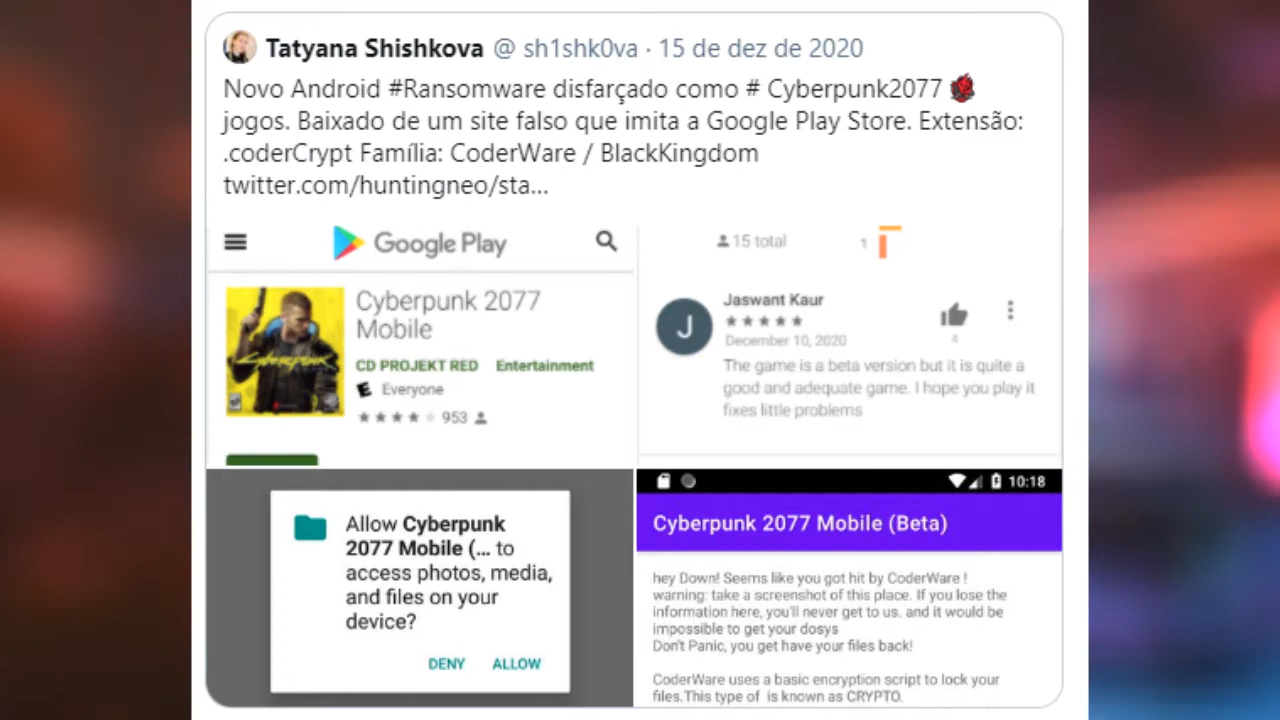 Tatyana Shishkova @ sh1shk0va · 15 de dez de 2020
Novo Android #Ransomware disfarçado como # Cyberpunk2077
jogos. Baixado de um site falso que imita a Google Play Store. Extensão:
.coderCrypt Família: CoderWare / BlackKingdom
twitter.com/huntingneo/sta...
Google Play
Cyberpunk 2077
Mobile
CD PROJEKT RED Entertainment
E Everyone
953
Cyberpunk
15 total
1
J
Jaswant Kaur
December 10, 2020
4
The game is a beta version but it is quite a
good and adequate game. I hope you play it
fixes little problems
Allow Cyberpunk
2077 Mobile (... to
access photos, media,
and files on your
device?
DENY ALLOW
10:18
Cyberpunk 2077 Mobile (Beta)
hey Down! Seems like you got hit by CoderWare !
warning: take a screenshot of this place. If you lose the
information here, you'll never get to us. and it would be
impossible to get your dosys
Don't Panic, you get have your files back!
CoderWare uses a basic encryption script to lock your
files.This type of is known as CRYPTO.